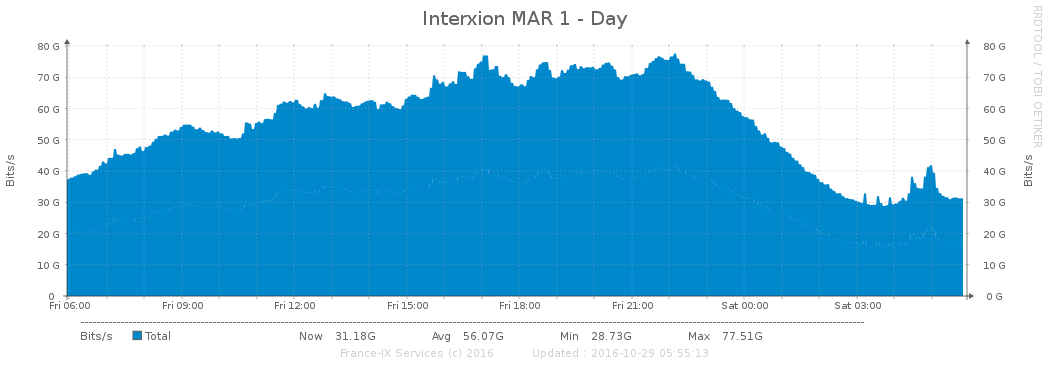 Interxion MAR 1 - Day
RRDTOOL / TOBI OETIKER
Bits/s
80 G
70 G
60 G
50 G
40 G
30 G
20 G
10 G
0
80 G
70 G
60 G
50 G
40 G
30 G
20 G
10 G
0 G
Bits/s
Fri 06:00 Fri 09:00 Fri 12:00 Fri 15:00 Fri 18:00 Fri 21:00 Sat 00:00 Sat 03:00
Bits/s Total Now 31.18G Avg 56.07G Min 28.73G Max 77.51G
France-IX Services (c) 2016 Updated : 2016-10-29 05:55:13